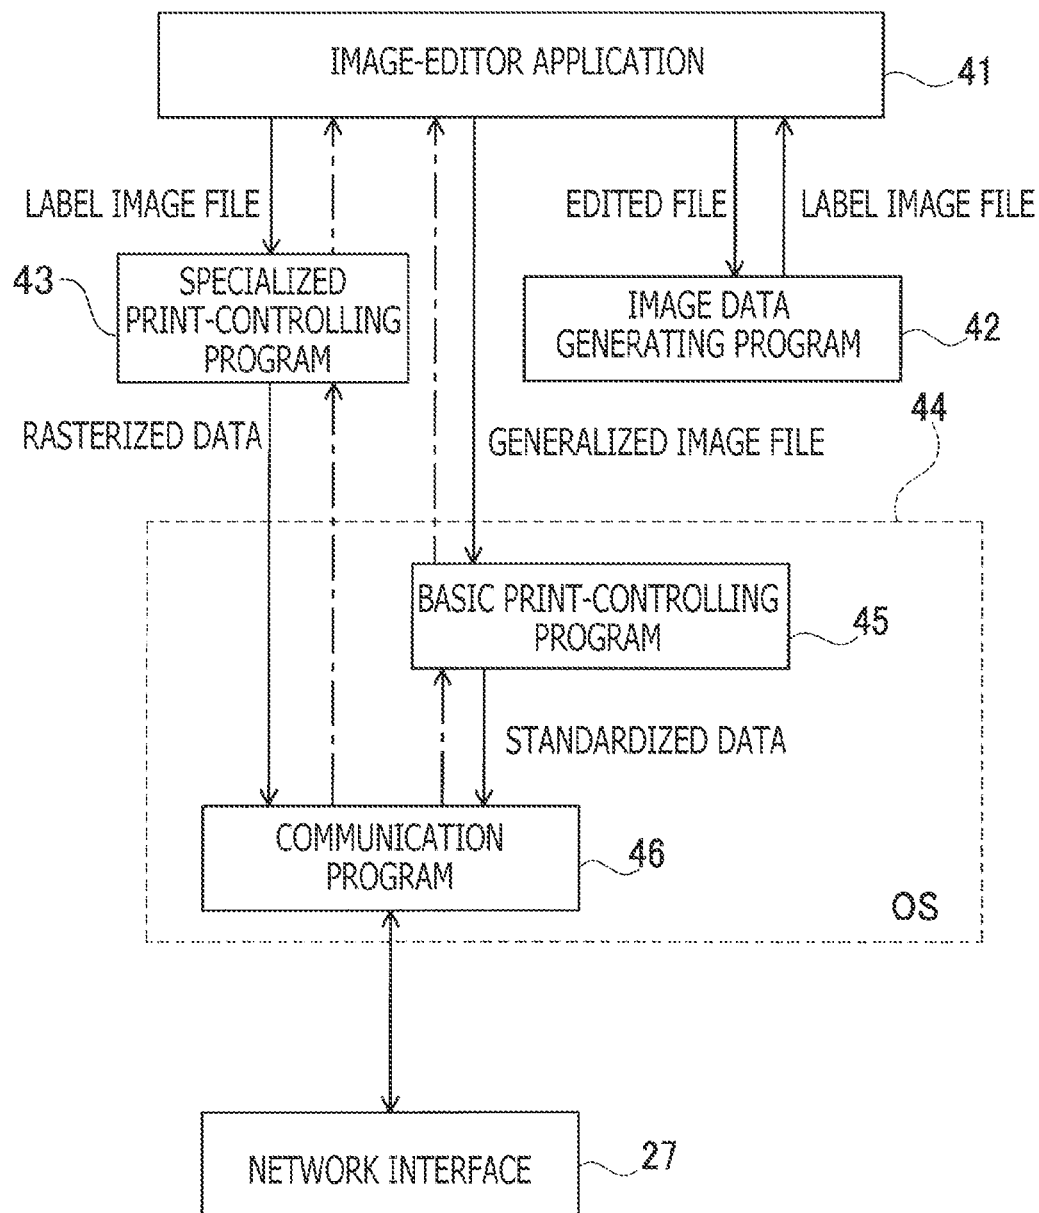 IMAGE-EDITOR APPLICATION
41
LABEL IMAGE FILE
EDITED FILE
LABEL IMAGE FILE
43
SPECIALIZED
PRINT-CONTROLLING
PROGRAM
IMAGE DATA
GENERATING PROGRAM
42
44
RASTERIZED DATA
GENERALIZED IMAGE FILE
BASIC PRINT-CONTROLLING
PROGRAM
45
STANDARDIZED DATA
COMMUNICATION
PROGRAM
46
OS
NETWORK INTERFACE
27